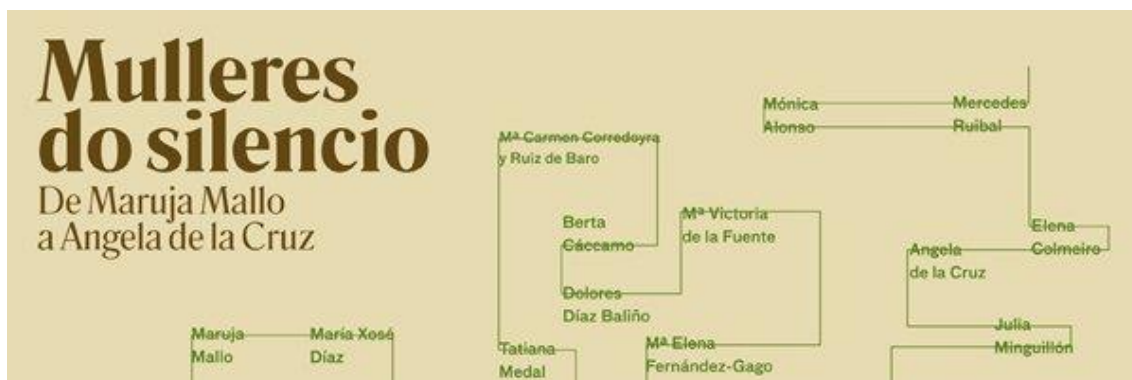 Mulleres
do silencio
De Maruja Mallo
a Angela de la Cruz
Mónica
Alonso
Mercedes
Ruibal
Mª Carmen Corredoyra
y Ruiz de Baro
Berta
Cáccamo
Mª Victoria
de la Fuente
Elena
Colmeiro
Angela
de la Cruz
Dolores
Díaz Baliño
Julia
Minguillón
Maruja
Mallo
María Xosé
Díaz
Tatiana
Medal
Mª Elena
Fernández-Gago